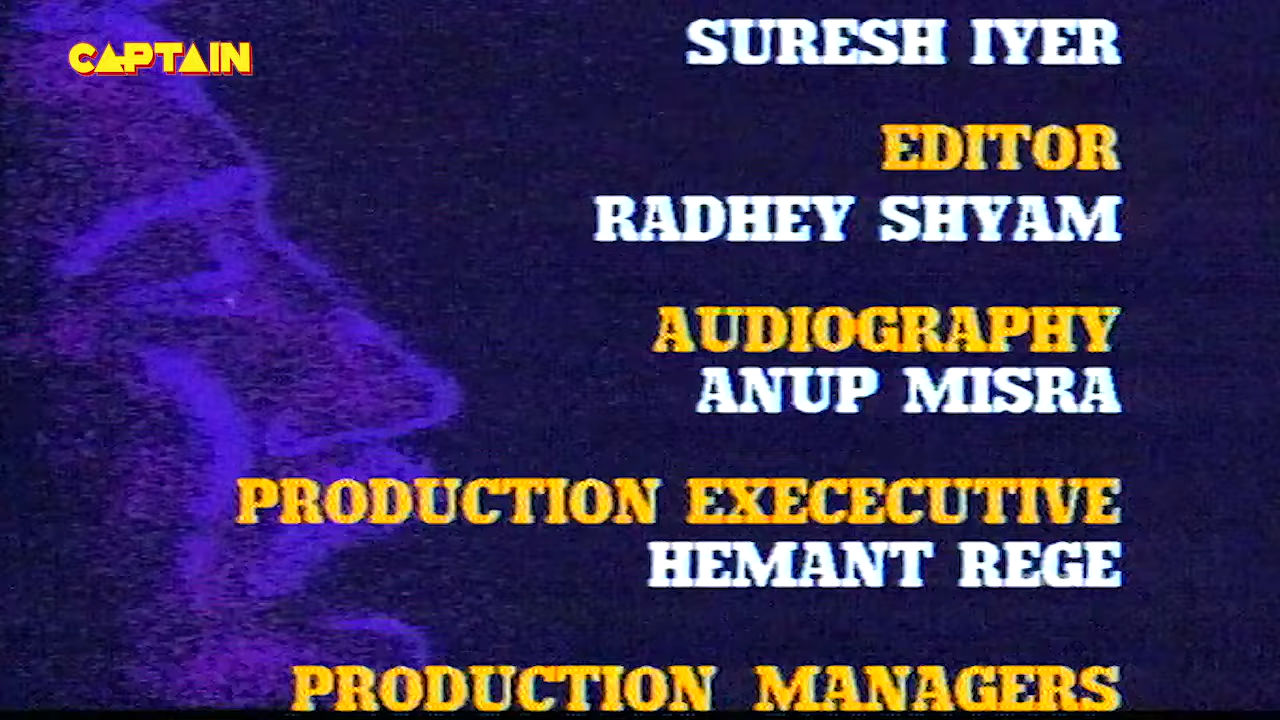 CAPTAIN
SURESH IYER
EDITOR
RADHEY SHYAM
AUDIOGRAPHY
ANUP MISRA
PRODUCTION EXECECUTIVE
HEMANT REGE
PRODUCTION MANAGERS